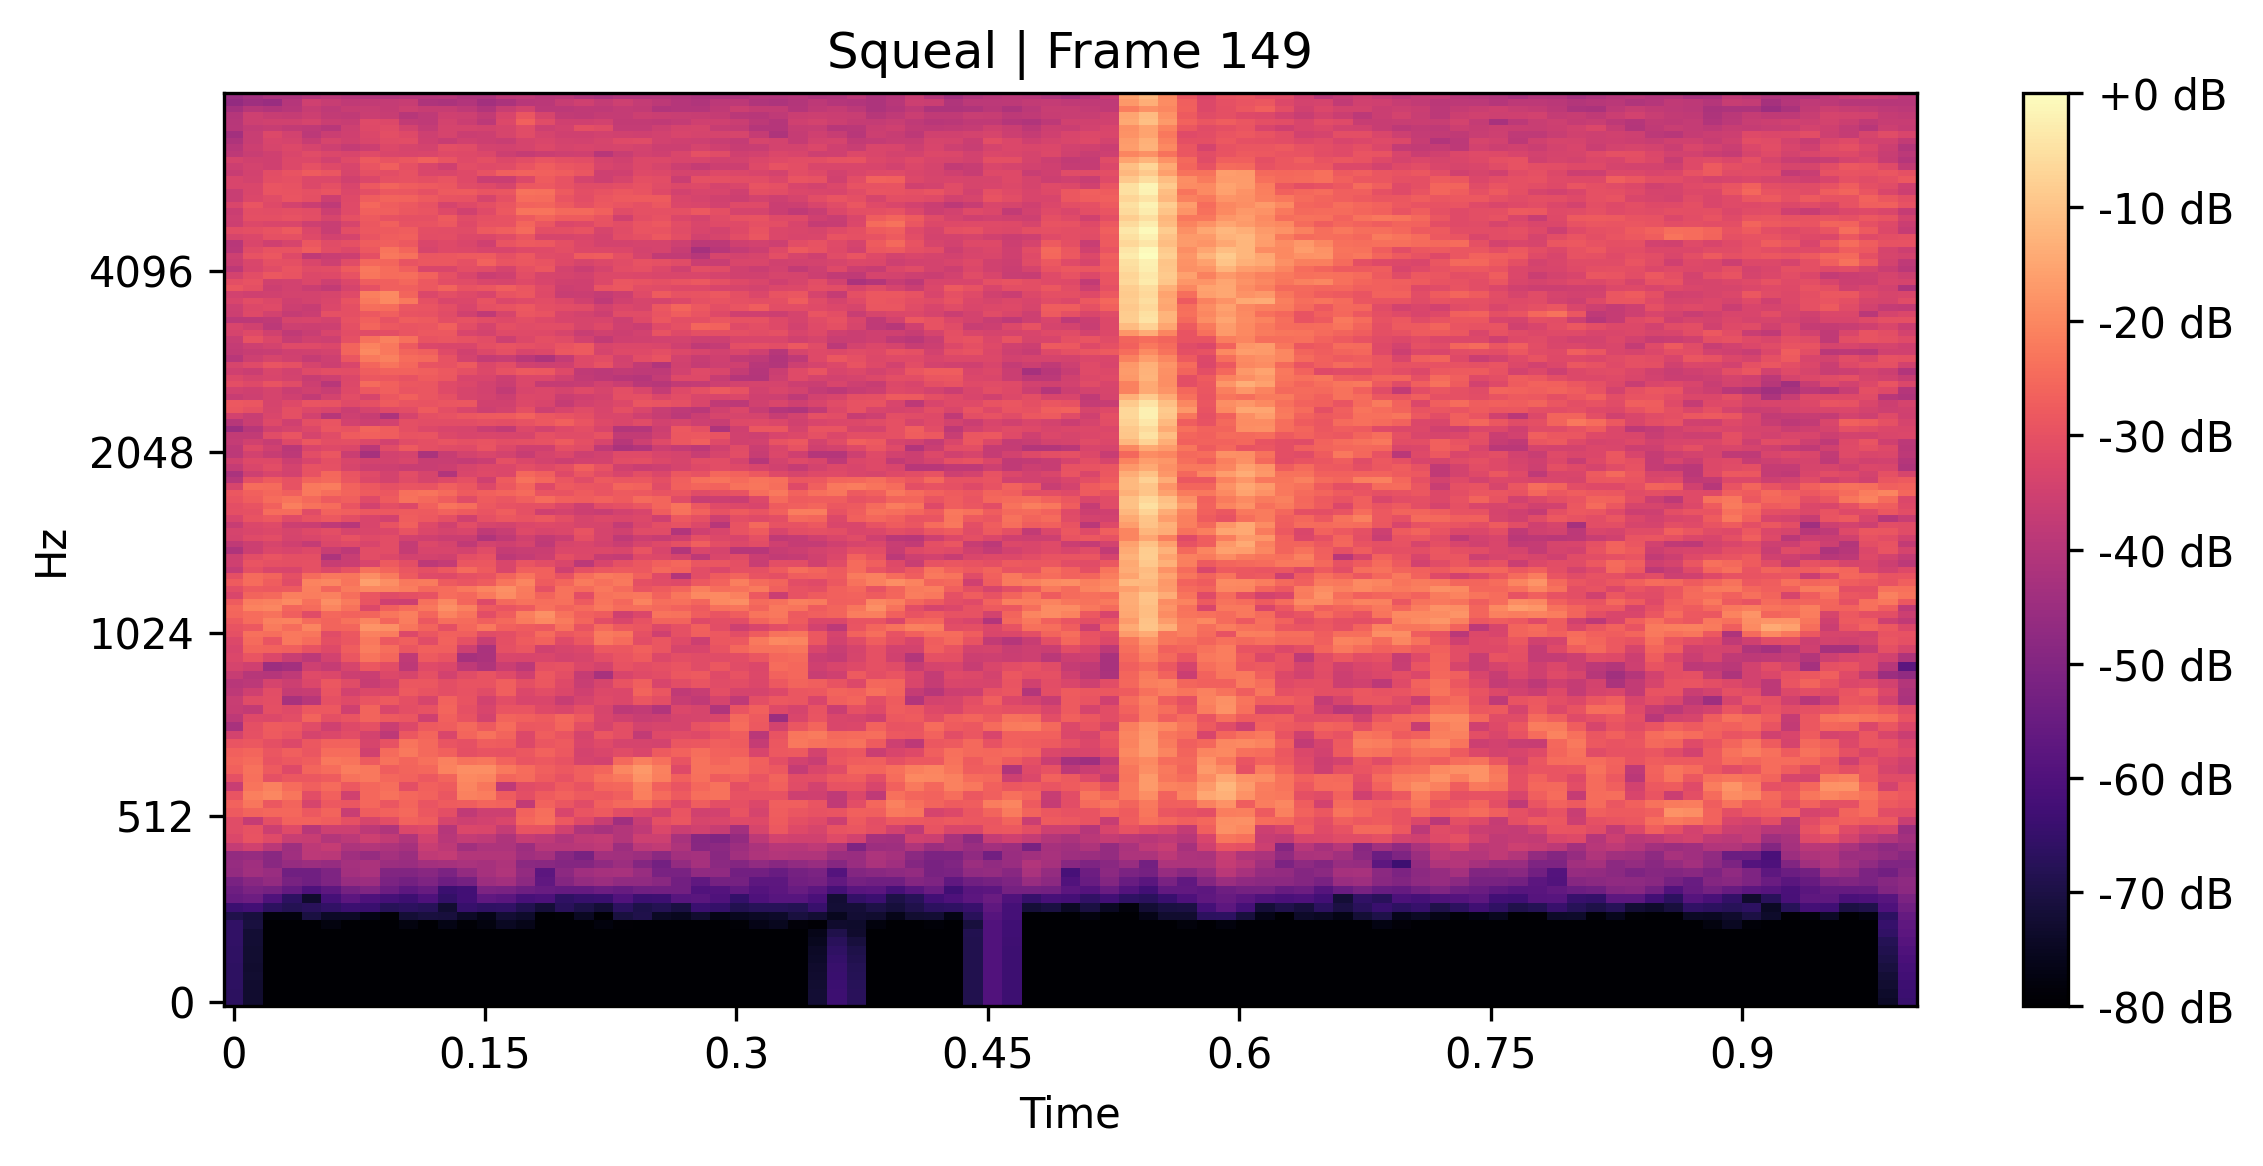 Squeal | Frame 149
+0 dB
-10 dB
4096
-20 dB
-30 dB
2048
-40 dB
Hz
1024
-50 dB
-60 dB
512
-70 dB
0
-80 dB
0 0.15 0.3 0.45 0.6 0.75 0.9
Time